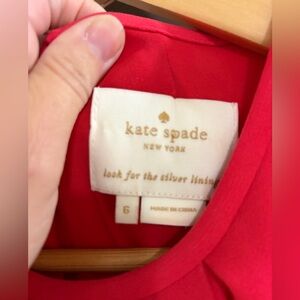 kate spade
NEW YORK
look for the silver lining
6
MADE IN CHINA